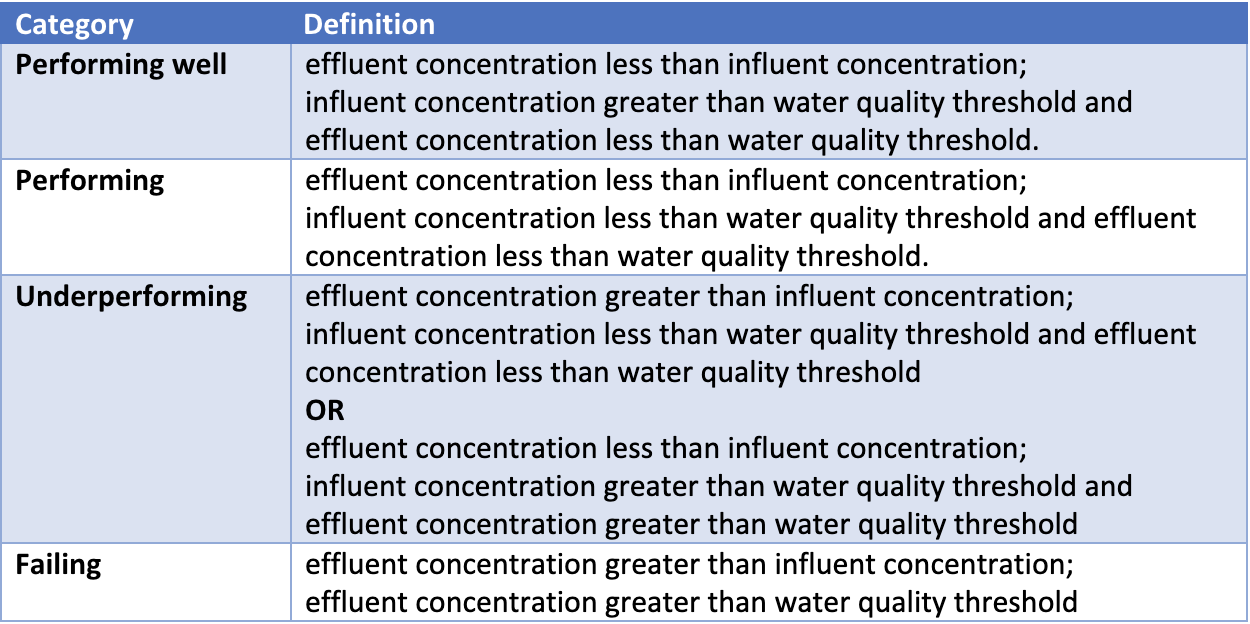 Category Definition
Performing well effluent concentration less than influent concentration;
influent concentration greater than water quality threshold and
effluent concentration less than water quality threshold.
Performing effluent concentration less than influent concentration;
influent concentration less than water quality threshold and effluent
concentration less than water quality threshold.
Underperforming effluent concentration greater than influent concentration;
influent concentration less than water quality threshold and effluent
concentration less than water quality threshold
OR
effluent concentration less than influent concentration;
influent concentration greater than water quality threshold and
effluent concentration greater than water quality threshold
Failing effluent concentration greater than influent concentration;
effluent concentration greater than water quality threshold